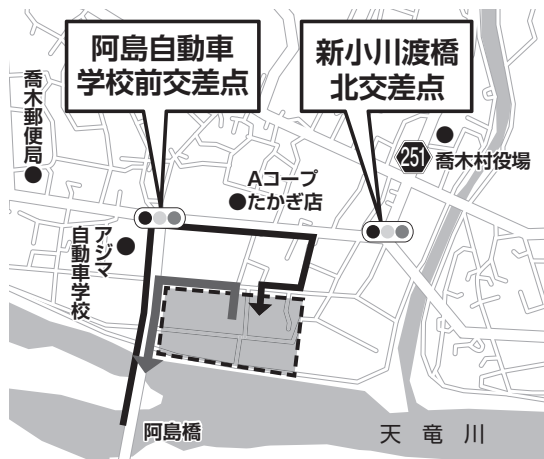 阿島自動車
学校前交差点
新小川渡橋
北交差点
喬木郵便局
251
喬木村役場
Aコープ
たかぎ店
アジマ
自動車学校
阿島橋
天竜川